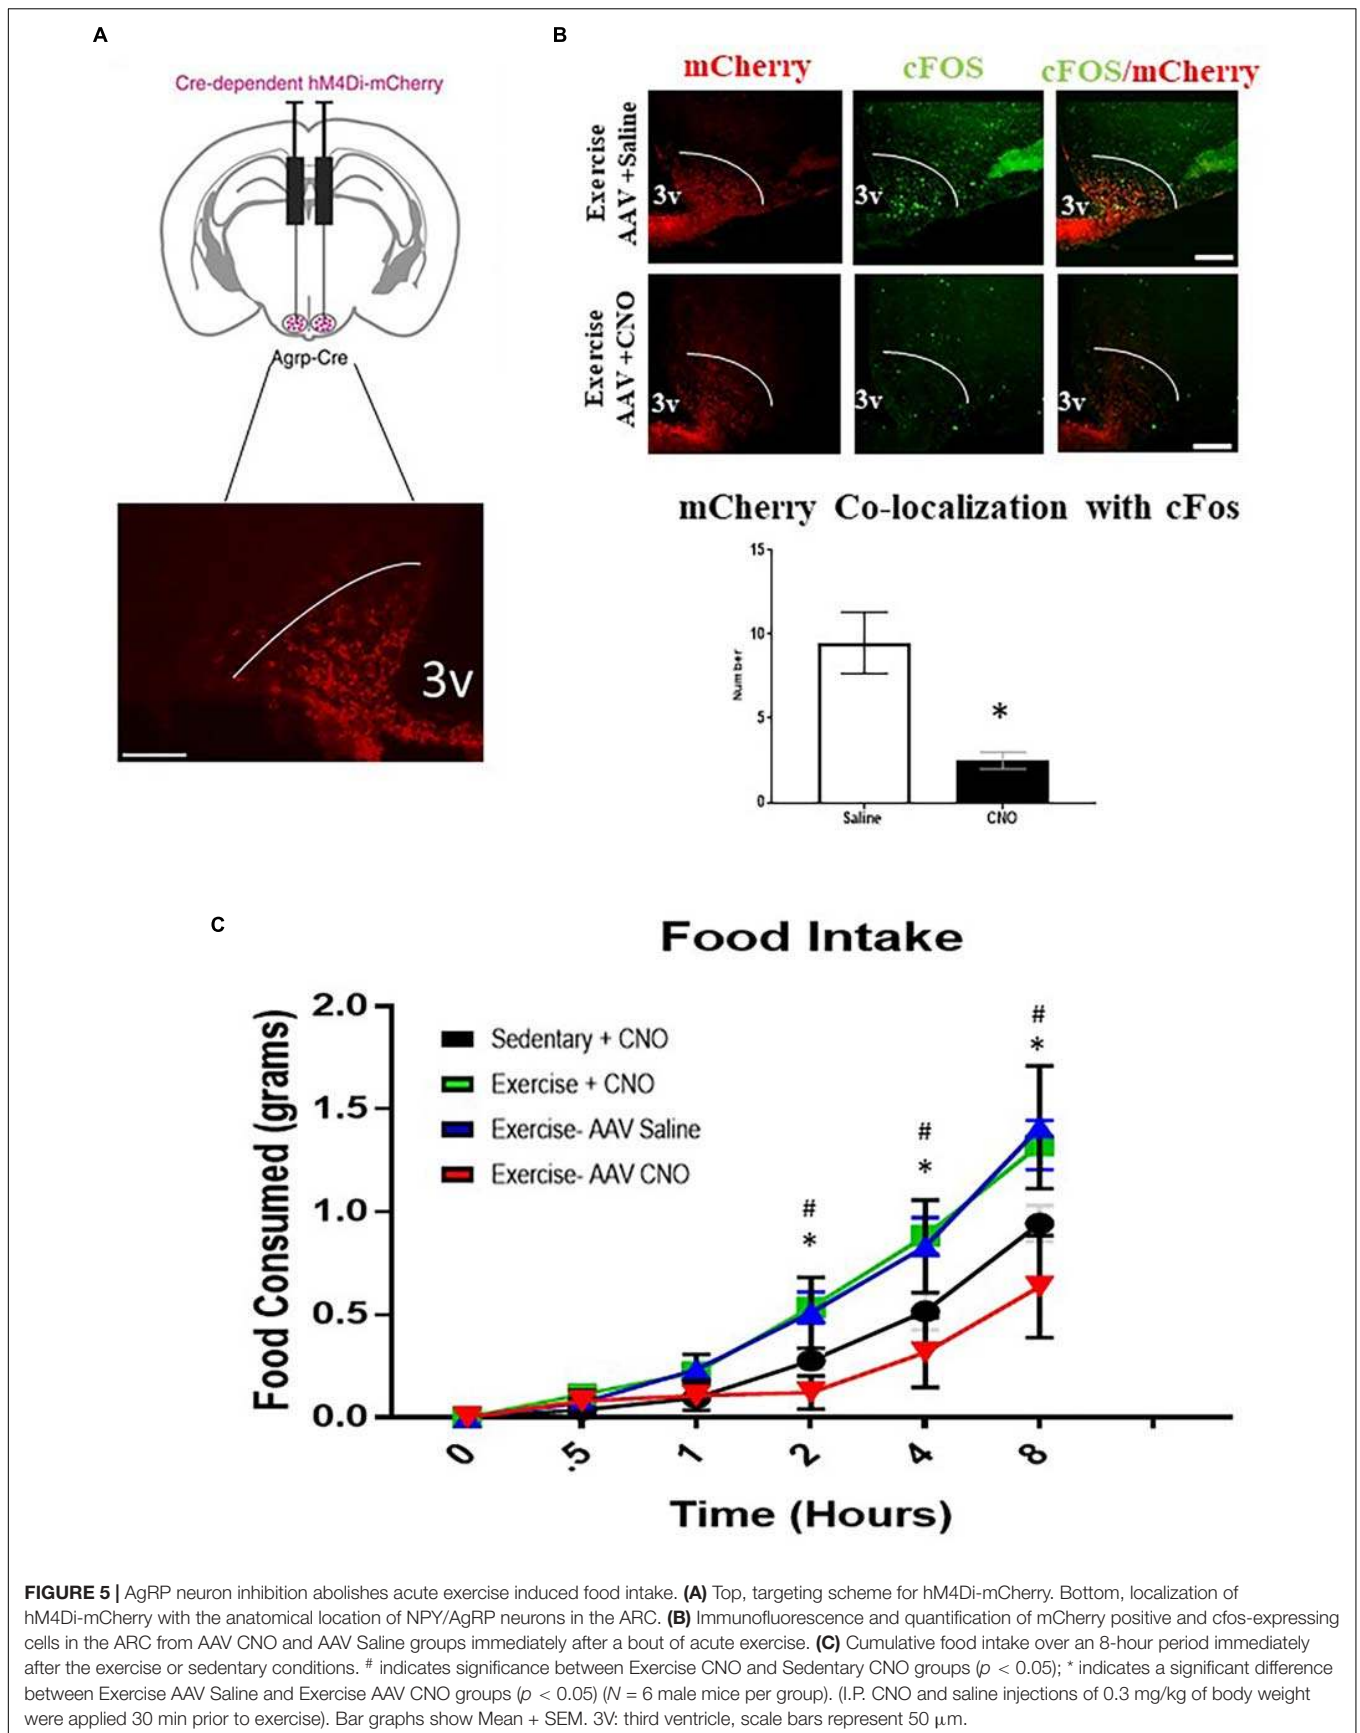 A
Cre-dependent hM4Di-mCherry
Agrp-Cre
3v
B
mCherry
cFOS
cFOS/mCherry
Exercise
AAV +Saline
3v
3v
3v
Exercise
AAV +CNO
3v
3v
3v
mCherry Co-localization with cFos
15
10
5
0
Number
*
Saline
CNO
C
Food Intake
Food Consumed (grams)
2.0
1.5
1.0
0.5
0.0
Sedentary + CNO
Exercise + CNO
Exercise- AAV Saline
Exercise- AAV CNO
#
*
#
*
#
*
0
.5
1
2
4
8
Time (Hours)
FIGURE 5 | AgRP neuron inhibition abolishes acute exercise induced food intake. (A) Top, targeting scheme for hM4Di-mCherry. Bottom, localization of
hM4Di-mCherry with the anatomical location of NPY/AgRP neurons in the ARC. (B) Immunofluorescence and quantification of mCherry positive and cfos-expressing
cells in the ARC from AAV CNO and AAV Saline groups immediately after a bout of acute exercise. (C) Cumulative food intake over an 8-hour period immediately
after the exercise or sedentary conditions. # indicates significance between Exercise CNO and Sedentary CNO groups (p < 0.05); * indicates a significant difference
between Exercise AAV Saline and Exercise AAV CNO groups (p < 0.05) (N = 6 male mice per group). (I.P. CNO and saline injections of 0.3 mg/kg of body weight
were applied 30 min prior to exercise). Bar graphs show Mean + SEM. 3V: third ventricle, scale bars represent 50 μm.